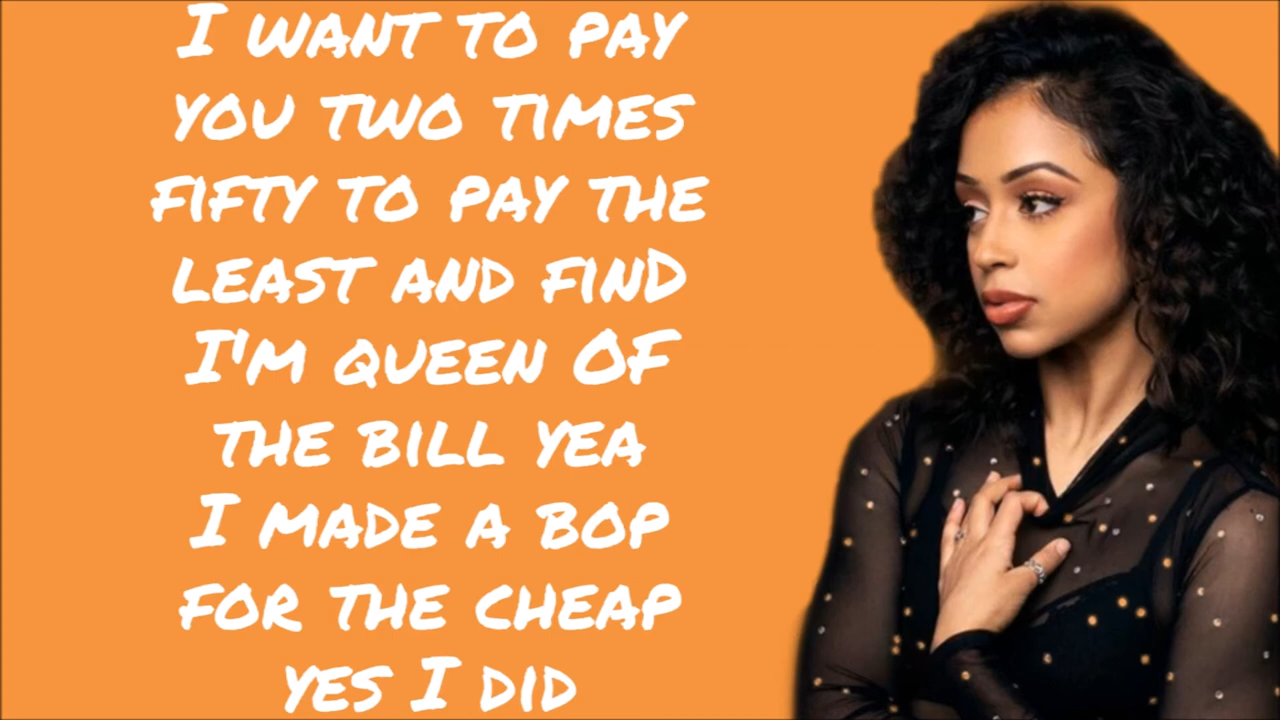 I WANT TO PAY
YOU TWO TIMES
FIFTY TO PAY THE
LEAST AND FIND
I'M QUEEN OF
THE BILL YEA
I MADE A BOP
FOR THE CHEAP
YES I DID